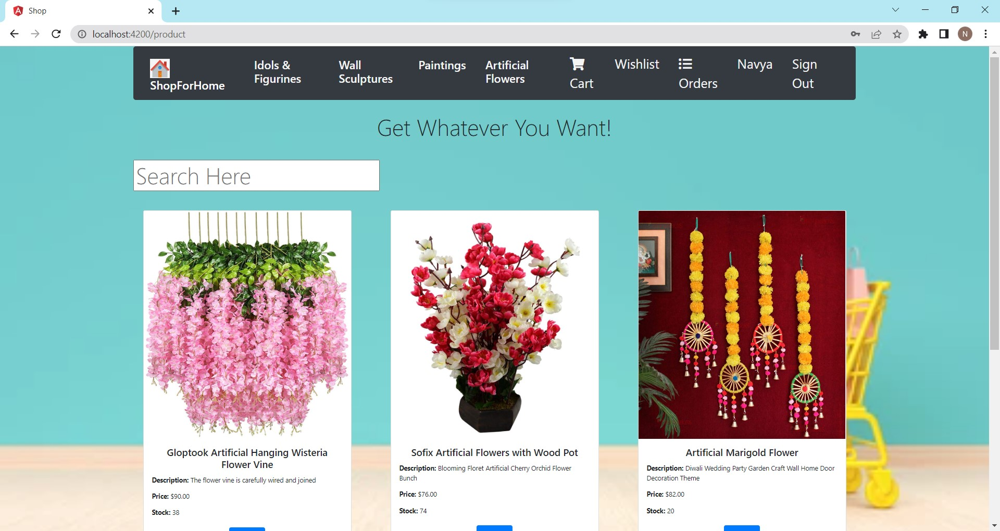 Shop
localhost:4200/product
N
ShopForHome
Idols &
Figurines
Wall
Sculptures
Paintings
Artificial
Flowers
Cart
Wishlist
Orders
Navya
Sign
Out
Get Whatever You Want!
Search Here
Gloptook Artificial Hanging Wisteria
Flower Vine
Description: The flower vine is carefully wired and joined
Price: $90.00
Stock: 38
Sofix Artificial Flowers with Wood Pot
Description: Blooming Floret Artificial Cherry Orchid Flower
Bunch
Price: $76.00
Stock: 74
Artificial Marigold Flower
Description: Diwali Wedding Party Garden Craft Wall Home Door
Decoration Theme
Price: $82.00
Stock: 20